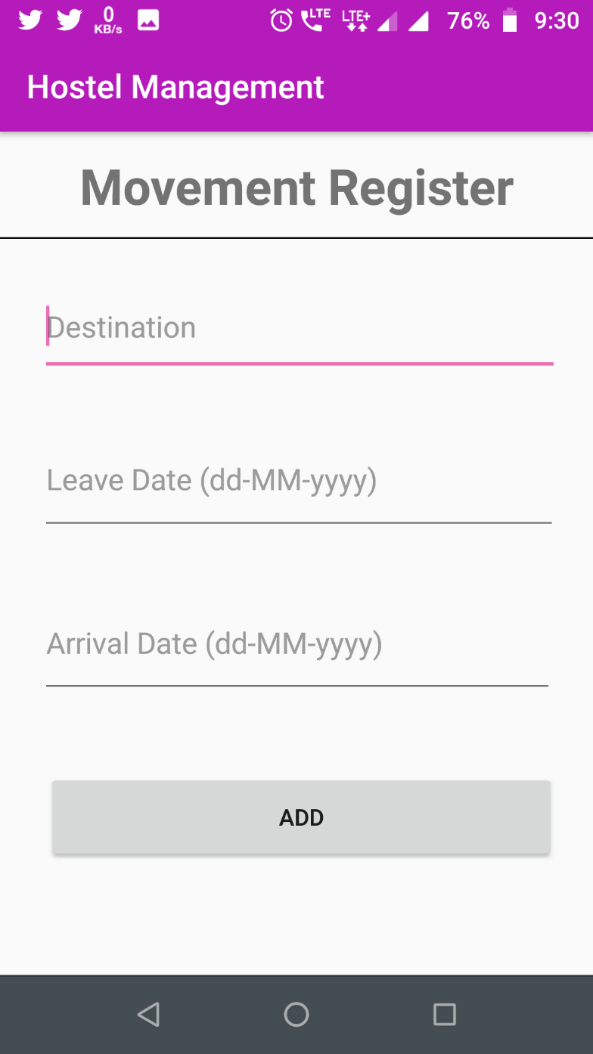 0 KB/s LTE LTE+ 76% 9:30
Hostel Management
Movement Register
Destination
Leave Date (dd-MM-yyyy)
Arrival Date (dd-MM-yyyy)
ADD